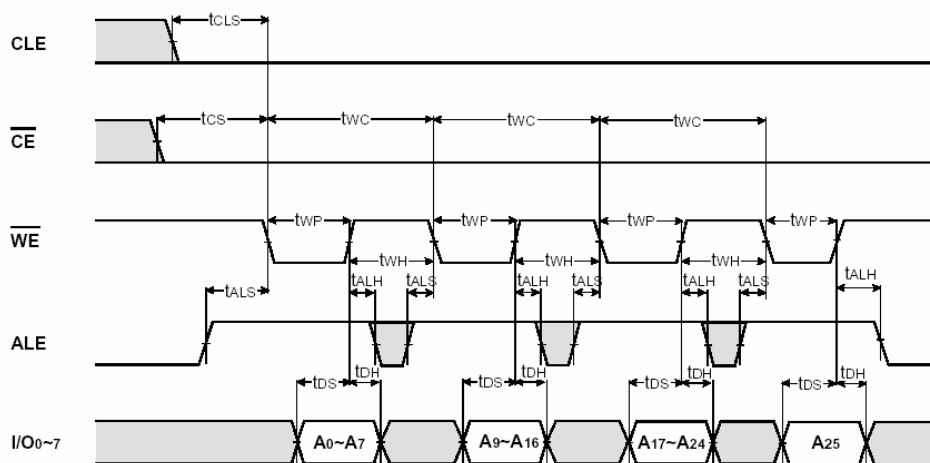 CLE tCLS
CE tCS tWC tWC tWC
WE tWP tWP tWP tWP
tWH tWH tWH
tALS tALH tALS tALH tALS tALH tALS tALH
ALE
tDS tDH tDS tDH tDS tDH tDS tDH
I/O0~7 A0~A7 A9~A16 A17~A24 A25